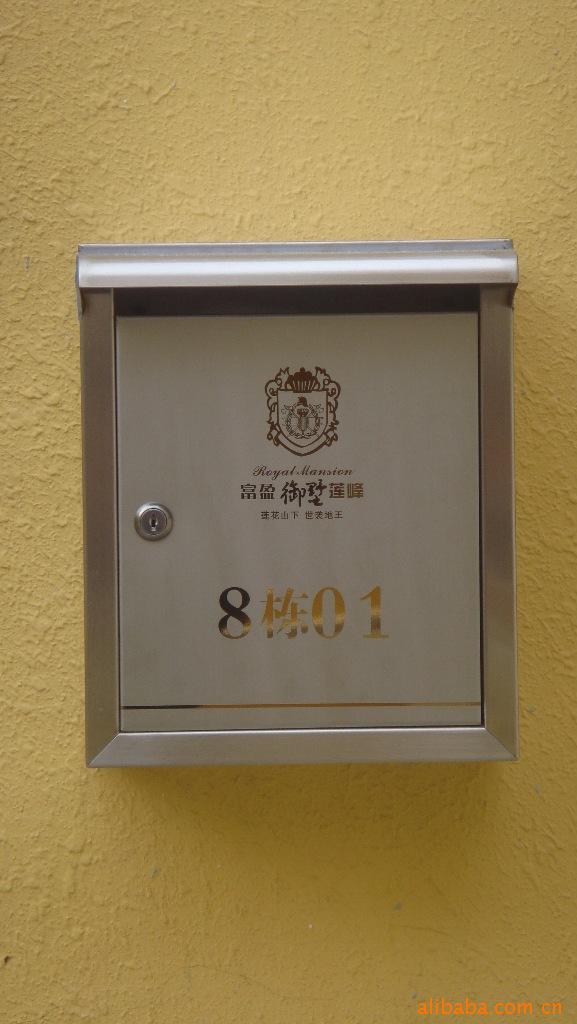 Royal Mansion
富盈御墅莲峰
莲花山下 世袭地王
8栋01
alibaba.com.cn